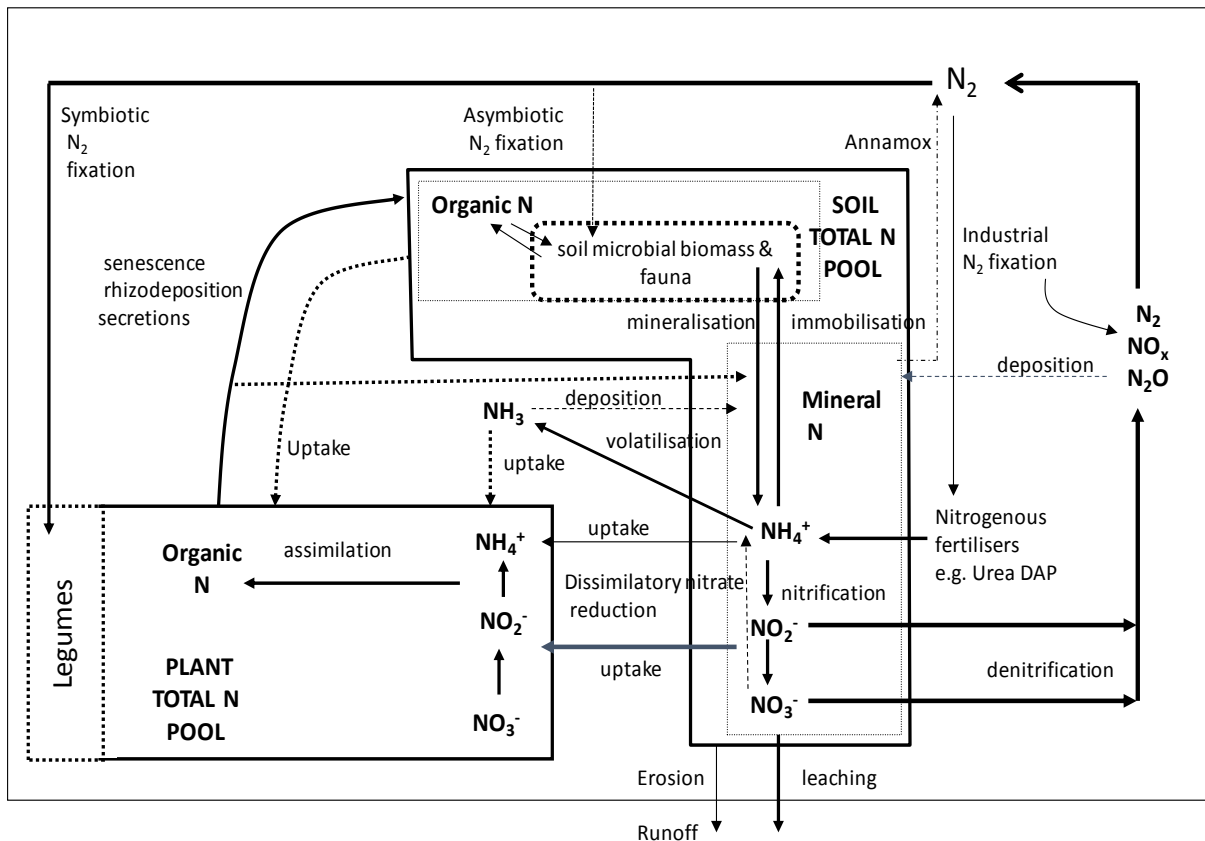 N₂
Symbiotic
N₂
fixation
Asymbiotic
N₂ fixation
Annamox
Organic N
SOIL
TOTAL N
POOL
soil microbial biomass &
fauna
senescence
rhizodeposition
secretions
Industrial
N₂ fixation
mineralisation
immobilisation
N₂
NOₓ
N₂O
deposition
NH₃
deposition
Mineral
N
volatilisation
Uptake
uptake
Legumes
Organic
N
assimilation
NH₄⁺
uptake
NH₄⁺
Nitrogenous
fertilisers
e.g. Urea DAP
Dissimilatory nitrate
reduction
nitrification
NO₂⁻
NO₂⁻
PLANT
TOTAL N
POOL
uptake
denitrification
NO₃⁻
NO₃⁻
Erosion
leaching
Runoff